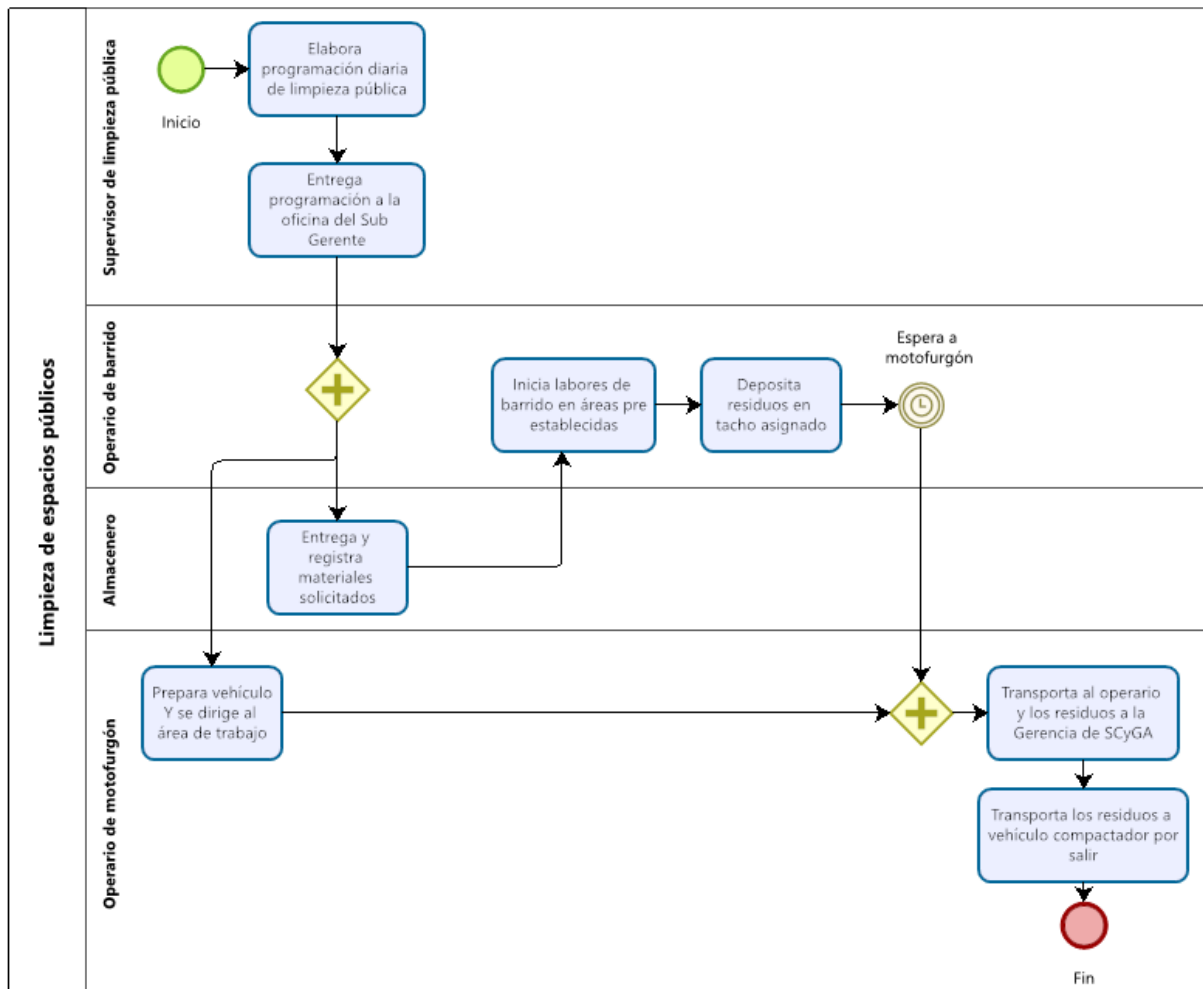 Limpieza de espacios públicos
Supervisor de limpieza pública
Inicio
Elabora
programación diaria
de limpieza pública
Entrega
programación a la
oficina del Sub
Gerente
Operario de barrido
Inicia labores de
barrido en áreas pre
establecidas
Deposita
residuos en
tacho asignado
Espera a
motofurgón
Almacenero
Entrega y
registra
materiales
solicitados
Operario de motofurgón
Prepara vehículo
Y se dirige al
área de trabajo
Transporta al operario
y los residuos a la
Gerencia de SCyGA
Transporta los residuos a
vehículo compactador por
salir
Fin